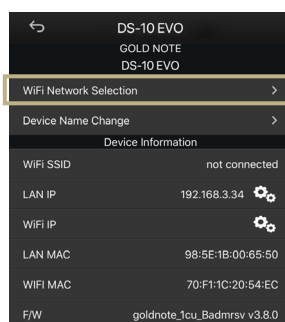 DS-10 EVO
GOLD NOTE
DS-10 EVO
WiFi Network Selection >
Device Name Change >
Device Information
WiFi SSID not connected
LAN IP 192.168.3.34
WiFi IP
LAN MAC 98:5E:1B:00:65:50
WIFI MAC 70:F1:1C:20:54:EC
F/W goldnote_1cu_Badmrsv v3.8.0